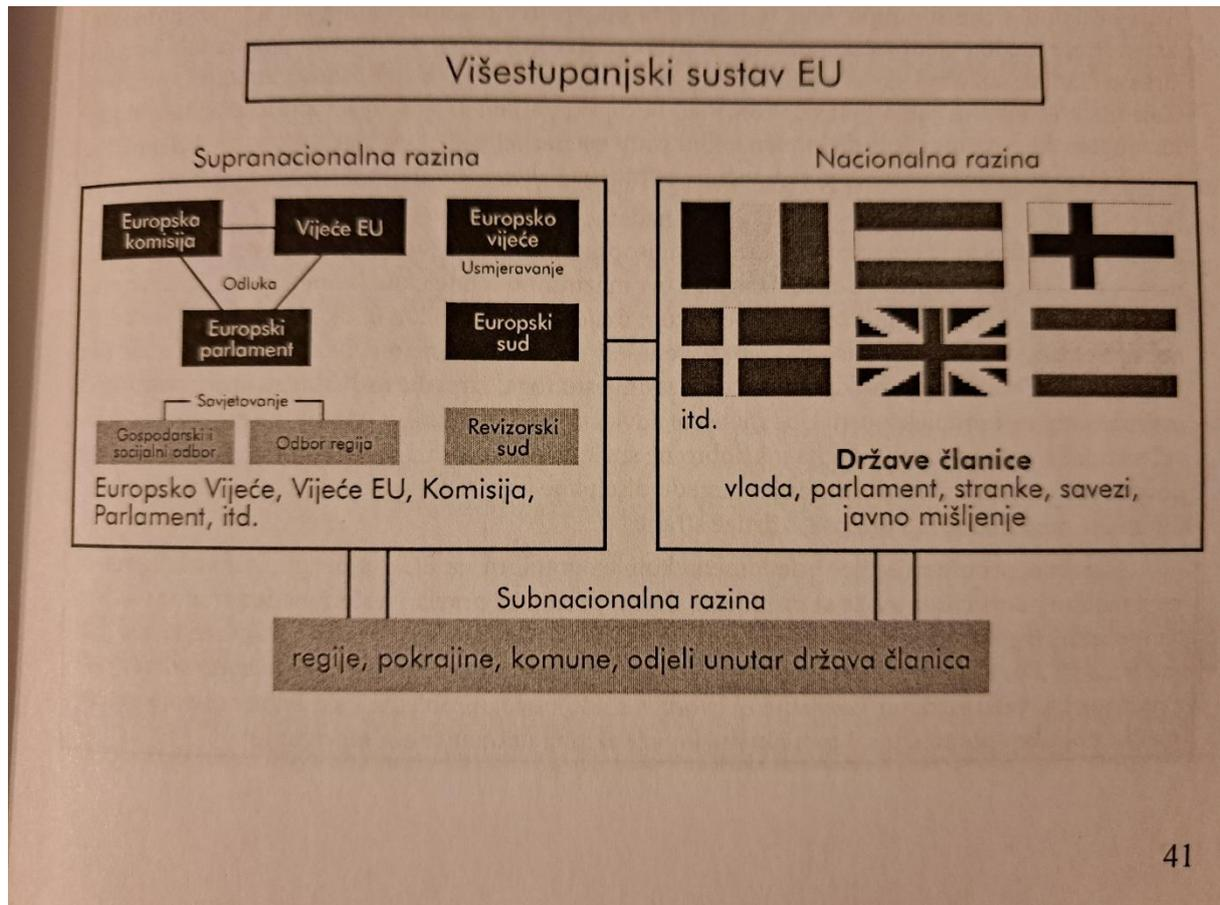 Višestupanjski sustav EU
Supranacionalna razina
Europska
komisija
Vijeće EU
Europsko
vijeće
Usmjeravanje
Odluka
Europski
parlament
Europski
sud
Savjetovanje
Gospodarski i
socijalni odbor
Odbor regija
Revizorski
sud
Europsko Vijeće, Vijeće EU, Komisija,
Parlament, itd.
Nacionalna razina
itd.
Države članice
vlada, parlament, stranke, savezi,
javno mišljenje
Subnacionalna razina
regije, pokrajine, komune, odjeli unutar država članica
41